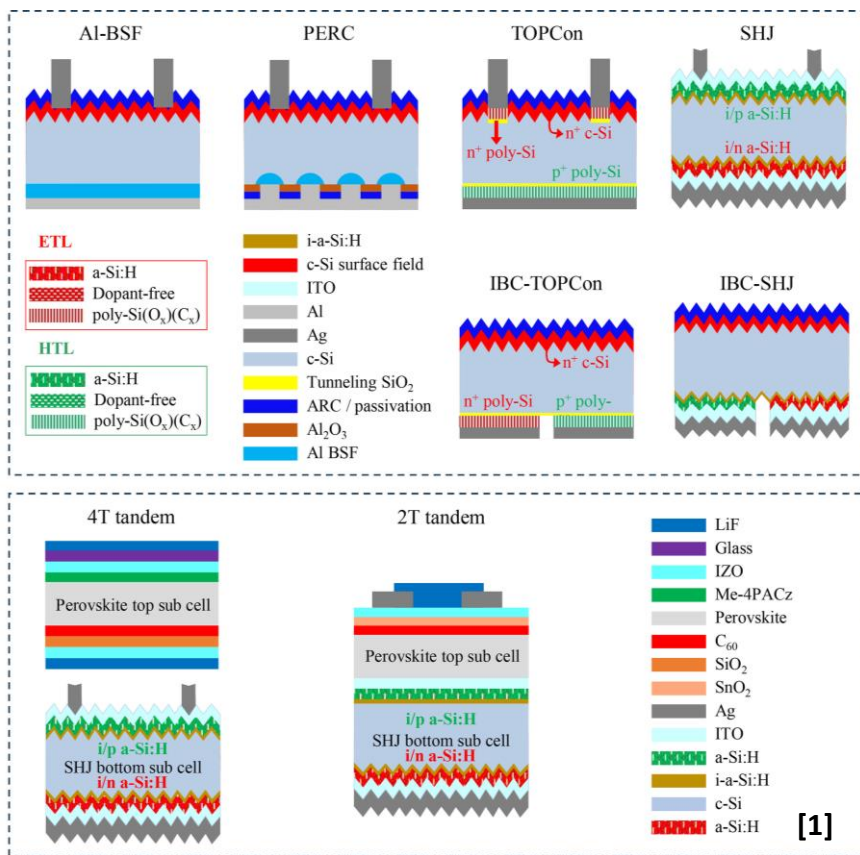 Al-BSF
PERC
TOPCon
SHJ
n⁺ poly-Si
n⁺ c-Si
p⁺ poly-Si
i/p a-Si:H
i/n a-Si:H
ETL
a-Si:H
Dopant-free
poly-Si(Oₓ)(Cₓ)
HTL
a-Si:H
Dopant-free
poly-Si(Oₓ)(Cₓ)
i-a-Si:H
c-Si surface field
ITO
Al
Ag
c-Si
Tunneling SiO₂
ARC / passivation
Al₂O₃
Al BSF
IBC-TOPCon
n⁺ c-Si
n⁺ poly-Si
p⁺ poly-
IBC-SHJ
4T tandem
Perovskite top sub cell
i/p a-Si:H
SHJ bottom sub cell
i/n a-Si:H
2T tandem
Perovskite top sub cell
i/p a-Si:H
SHJ bottom sub cell
i/n a-Si:H
LiF
Glass
IZO
Me-4PACz
Perovskite
C₆₀
SiO₂
SnO₂
Ag
ITO
a-Si:H
i-a-Si:H
c-Si
a-Si:H
[1]